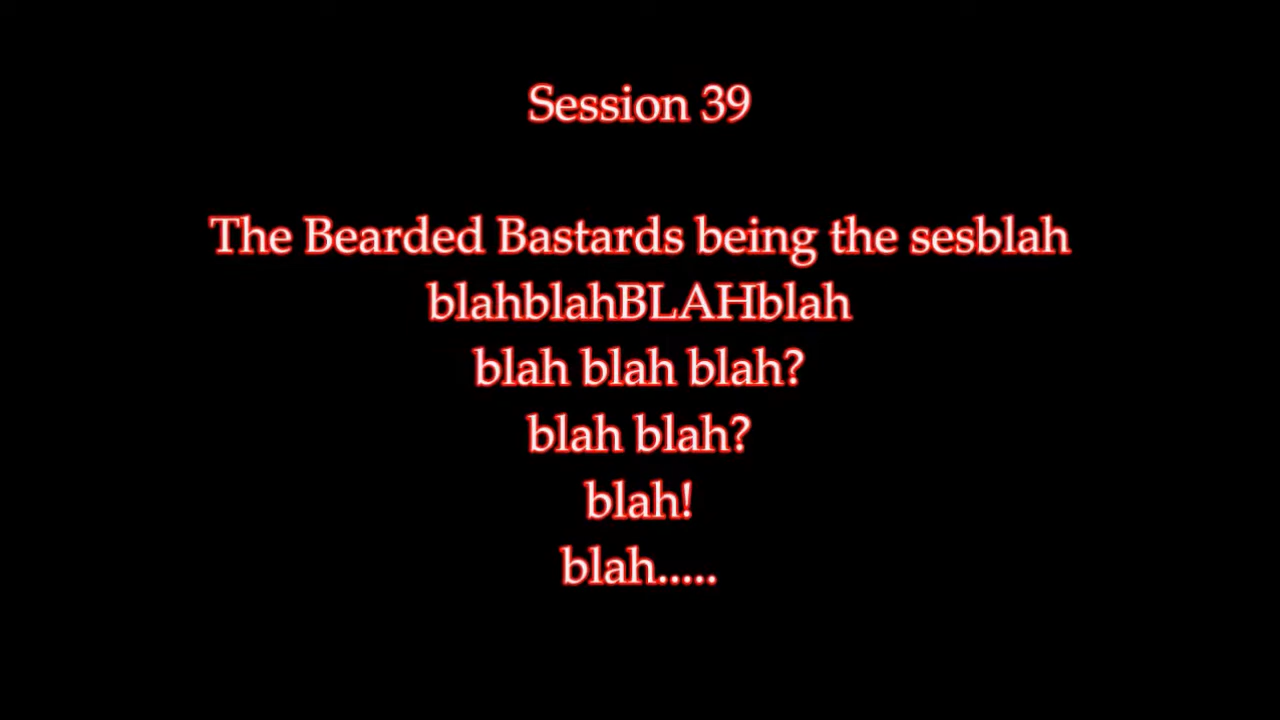 Session 39
The Bearded Bastards being the sesblah
blahblahBLAHblah
blah blah blah?
blah blah?
blah!
blah.....